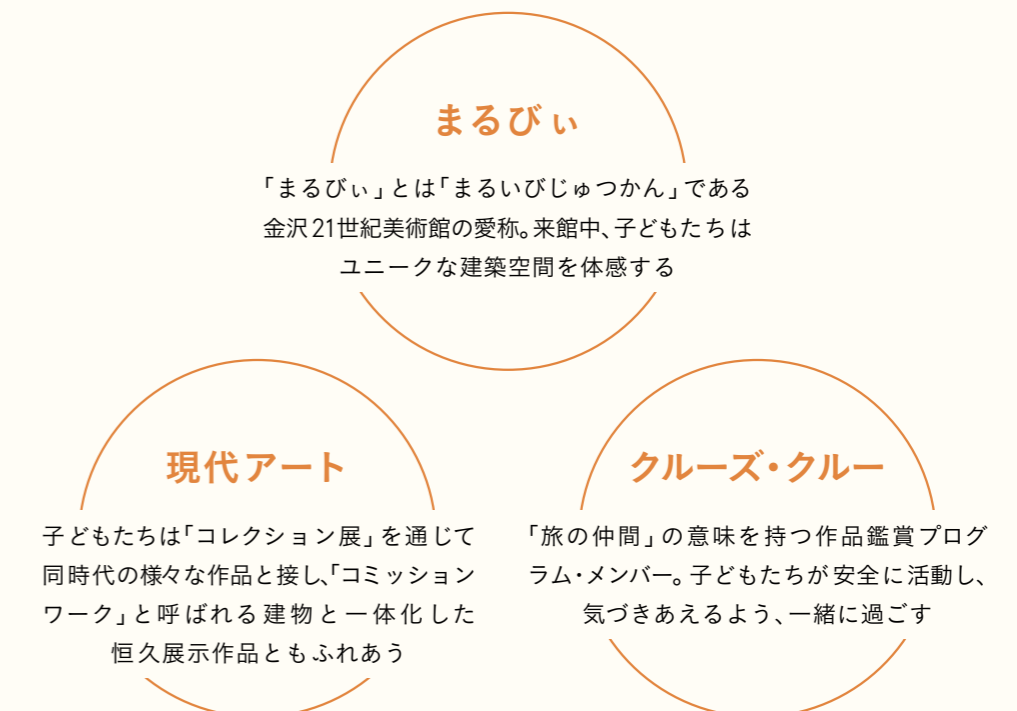 まるびぃ
「まるびぃ」とは「まるいびじゅつかん」である
金沢21世紀美術館の愛称。来館中、子どもたちは
ユニークな建築空間を体感する
現代アート
子どもたちは「コレクション展」を通じて
同時代の様々な作品と接し、「コミッション
ワーク」と呼ばれる建物と一体化した
恒久展示作品ともふれあう
クルーズ・クルー
「旅の仲間」の意味を持つ作品鑑賞プログ
ラム・メンバー。子どもたちが安全に活動し、
気づきあえるよう、一緒に過ごす